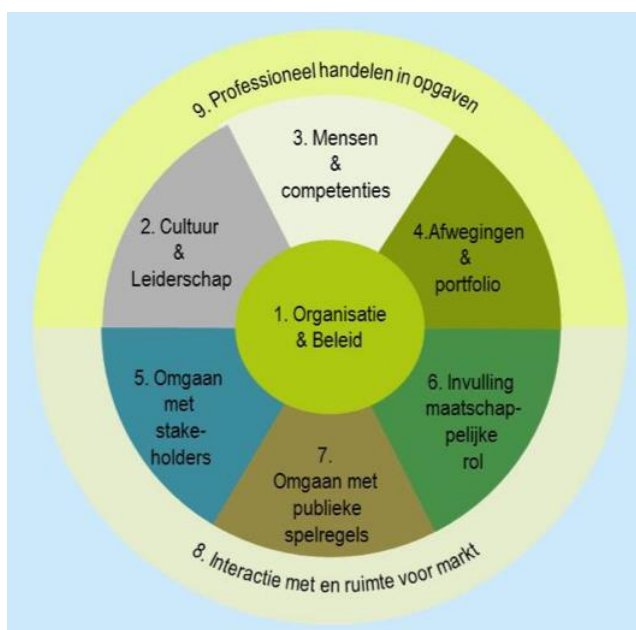 9. Professioneel handelen in opgaven
3. Mensen
&
competenties
2. Cultuur
&
Leiderschap
4.Afwegingen
&
portfolio
1. Organisatie
& Beleid
5. Omgaan
met
stake-
holders
6. Invulling
maatschap-
pelijke
rol
7.
Omgaan met
publieke
spelregels
8. Interactie met en ruimte voor markt